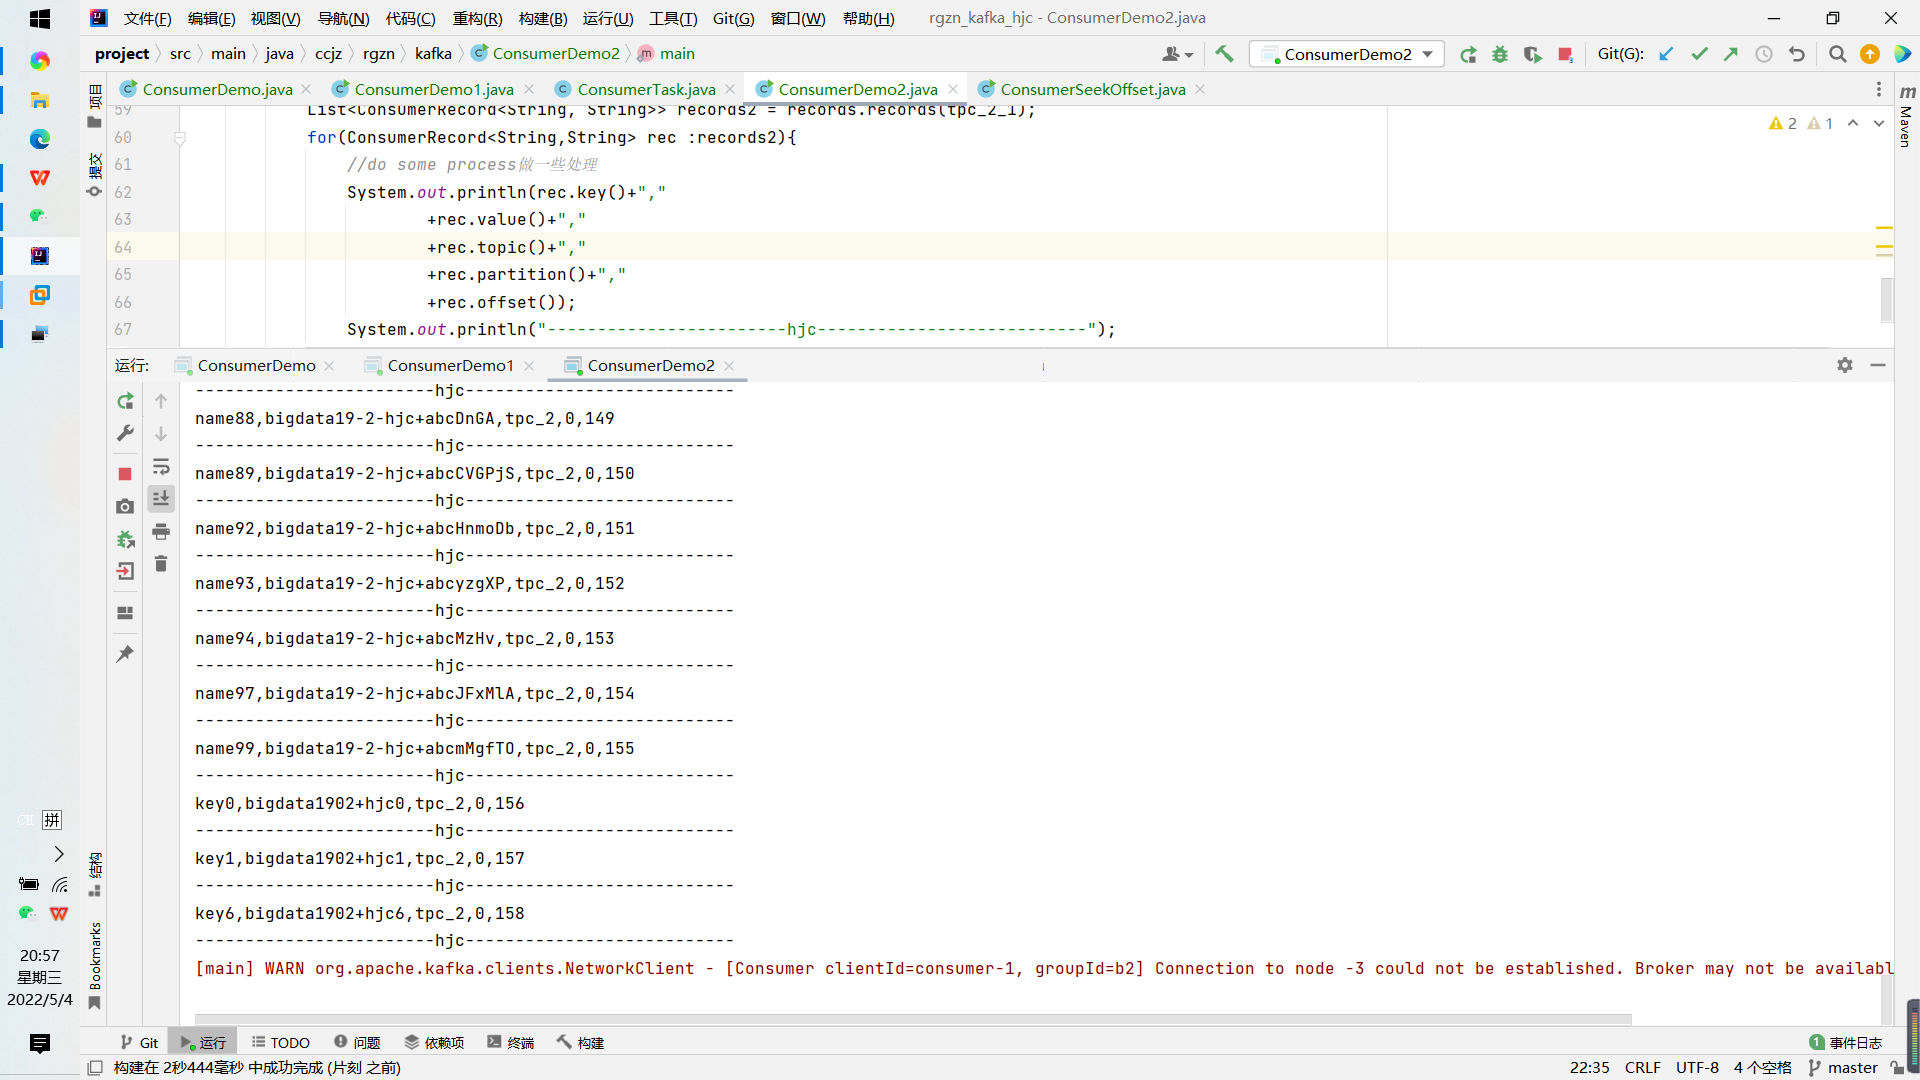 文件(F) 编辑(E) 视图(V) 导航(N) 代码(C) 重构(R) 构建(B) 运行(U) 工具(T) Git(G) 窗口(W) 帮助(H) rgzn_kafka_hjc - ConsumerDemo2.java
project src main java ccjz rgzn kafka ConsumerDemo2 main ConsumerDemo2 Git(G):
ConsumerDemo.java ConsumerDemo1.java ConsumerTask.java ConsumerDemo2.java ConsumerSeekOffset.java
项目
提交
Maven
2 1
59 List<ConsumerRecord<String, String>> records2 = records.records(tpc_2_1);
60 for(ConsumerRecord<String,String> rec :records2){
61 //do some process做一些处理
62 System.out.println(rec.key()+","
63 +rec.value()+","
64 +rec.topic()+","
65 +rec.partition()+","
66 +rec.offset());
67 System.out.println("------------------------hjc---------------------------");
运行: ConsumerDemo ConsumerDemo1 ConsumerDemo2
------------------------hjc---------------------------
name88,bigdata19-2-hjc+abcDnGA,tpc_2,0,149
------------------------hjc---------------------------
name89,bigdata19-2-hjc+abcCVGPjS,tpc_2,0,150
------------------------hjc---------------------------
name92,bigdata19-2-hjc+abcHnmoDb,tpc_2,0,151
------------------------hjc---------------------------
name93,bigdata19-2-hjc+abcyzgXP,tpc_2,0,152
------------------------hjc---------------------------
name94,bigdata19-2-hjc+abcMzHv,tpc_2,0,153
------------------------hjc---------------------------
name97,bigdata19-2-hjc+abcJFxMlA,tpc_2,0,154
------------------------hjc---------------------------
name99,bigdata19-2-hjc+abcmMgfTO,tpc_2,0,155
------------------------hjc---------------------------
key0,bigdata1902+hjc0,tpc_2,0,156
------------------------hjc---------------------------
key1,bigdata1902+hjc1,tpc_2,0,157
------------------------hjc---------------------------
key6,bigdata1902+hjc6,tpc_2,0,158
------------------------hjc---------------------------
[main] WARN org.apache.kafka.clients.NetworkClient - [Consumer clientId=consumer-1, groupId=b2] Connection to node -3 could not be established. Broker may not be availabl
CH 拼
结构
Bookmarks
20:57
星期三
2022/5/4
Git 运行 TODO 问题 依赖项 终端 构建 1 事件日志
构建在 2秒444毫秒 中成功完成 (片刻 之前) 22:35 CRLF UTF-8 4 个空格 master